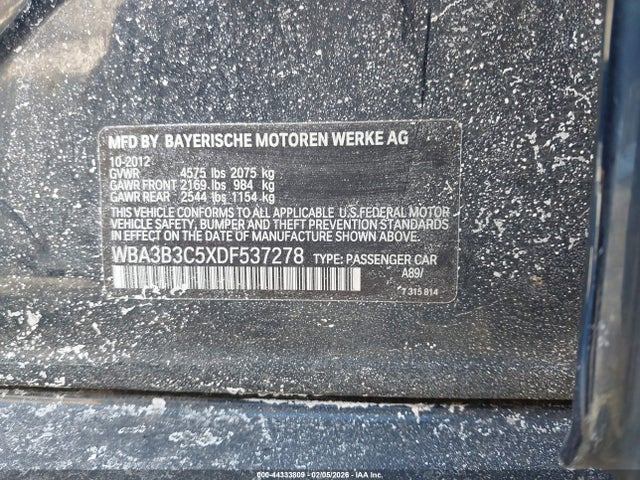 MFD BY BAYERISCHE MOTOREN WERKE AG
10-2012
GVWR 4575 lbs 2075 kg
GAWR FRONT 2169 lbs 984 kg
GAWR REAR 2544 lbs 1154 kg
THIS VEHICLE CONFORMS TO ALL APPLICABLE U.S.FEDERAL MOTOR
VEHICLE SAFETY, BUMPER AND THEFT PREVENTION STANDARDS
IN EFFECT ON THE DATE OF MANUFACTURE SHOWN ABOVE.
WBA3B3C5XDF537278 TYPE: PASSENGER CAR
A89/
7 315 814
000-44333809 - 02/05/2026 - IAA Inc.